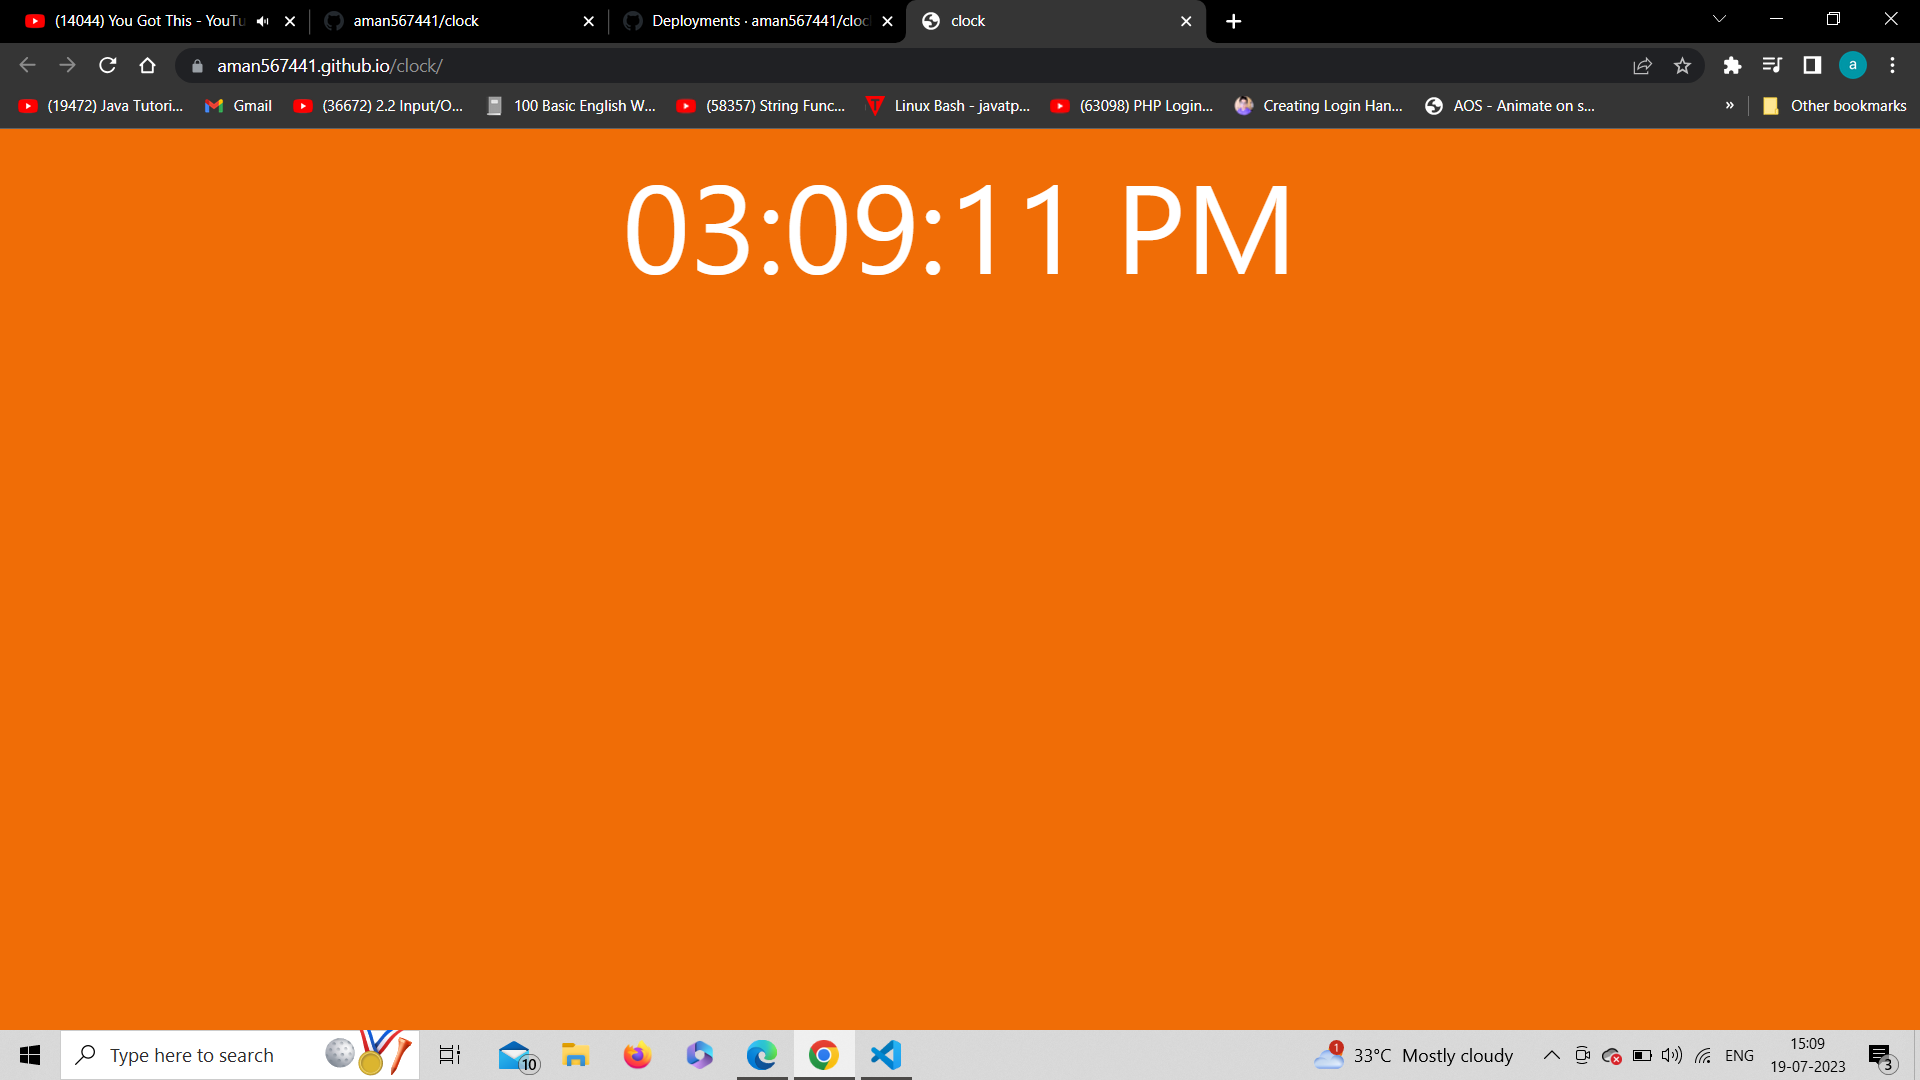 (14044) You Got This - YouTu
aman567441/clock
Deployments · aman567441/cloc
clock
aman567441.github.io/clock/
a
(19472) Java Tutori...
Gmail
(36672) 2.2 Input/O...
100 Basic English W...
(58357) String Func...
Linux Bash - javatp...
(63098) PHP Login...
Creating Login Han...
AOS - Animate on s...
»
Other bookmarks
03:09:11 PM
Type here to search
10
1
33°C Mostly cloudy
ENG
15:09
19-07-2023
3